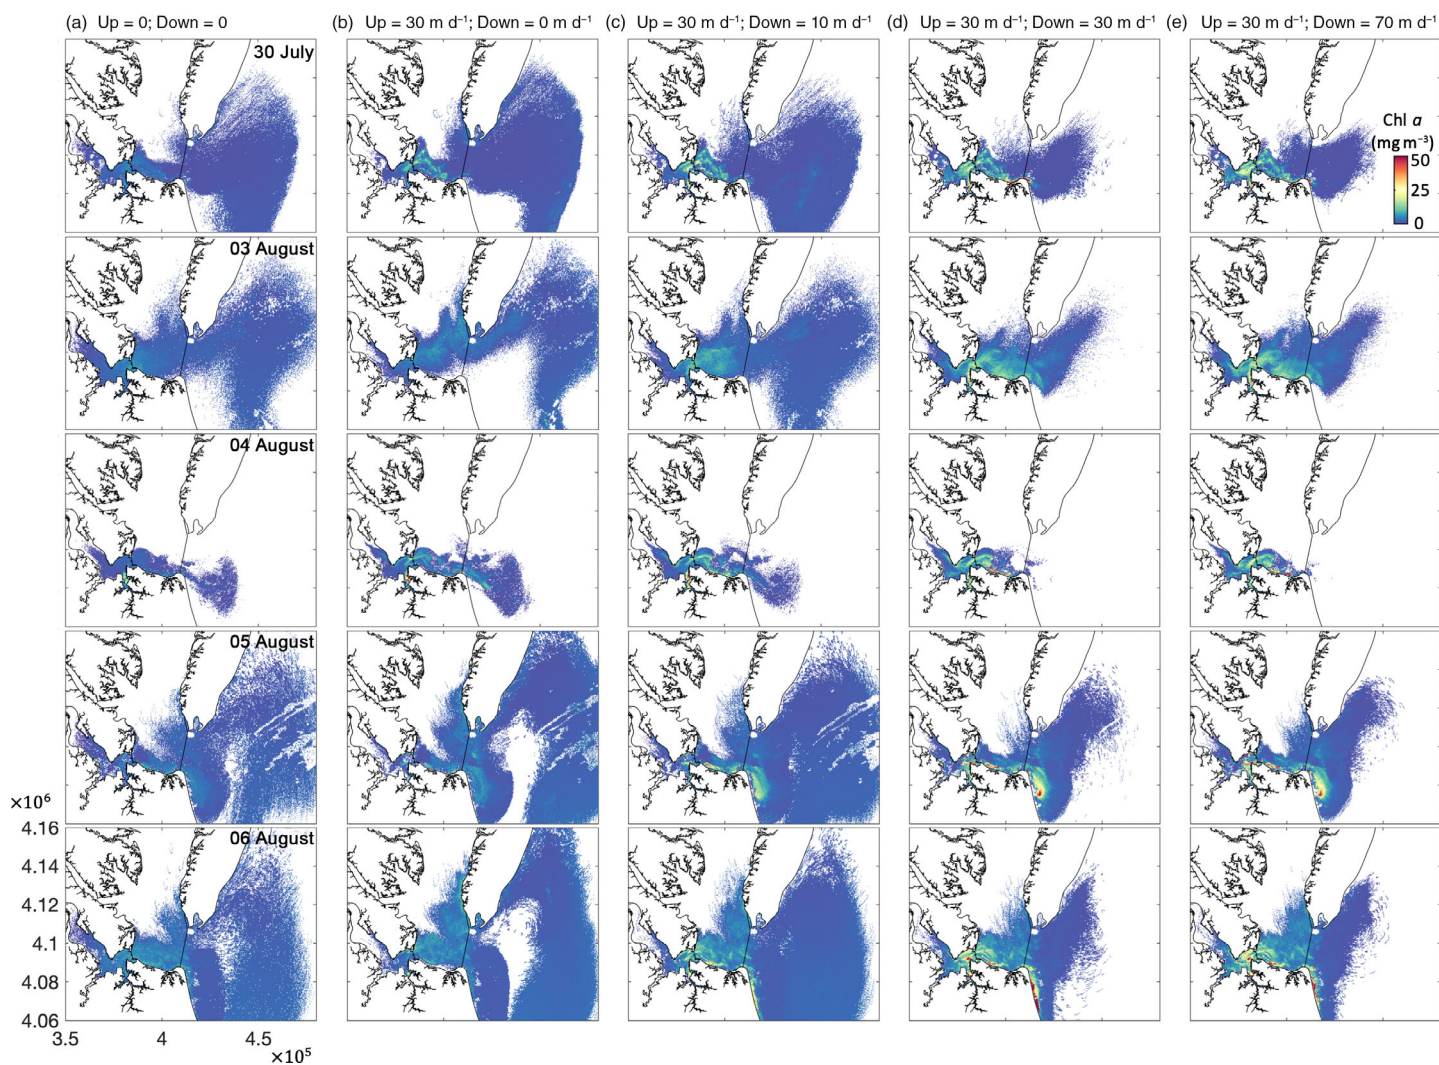 (a) Up = 0; Down = 0
(b) Up = 30 m d⁻¹; Down = 0 m d⁻¹
(c) Up = 30 m d⁻¹; Down = 10 m d⁻¹
(d) Up = 30 m d⁻¹; Down = 30 m d⁻¹
(e) Up = 30 m d⁻¹; Down = 70 m d⁻¹
30 July
Chl a
(mg m⁻³)
50
25
0
03 August
04 August
05 August
×10⁶
06 August
4.16
4.14
4.12
4.1
4.08
4.06
3.5 4 4.5
×10⁵